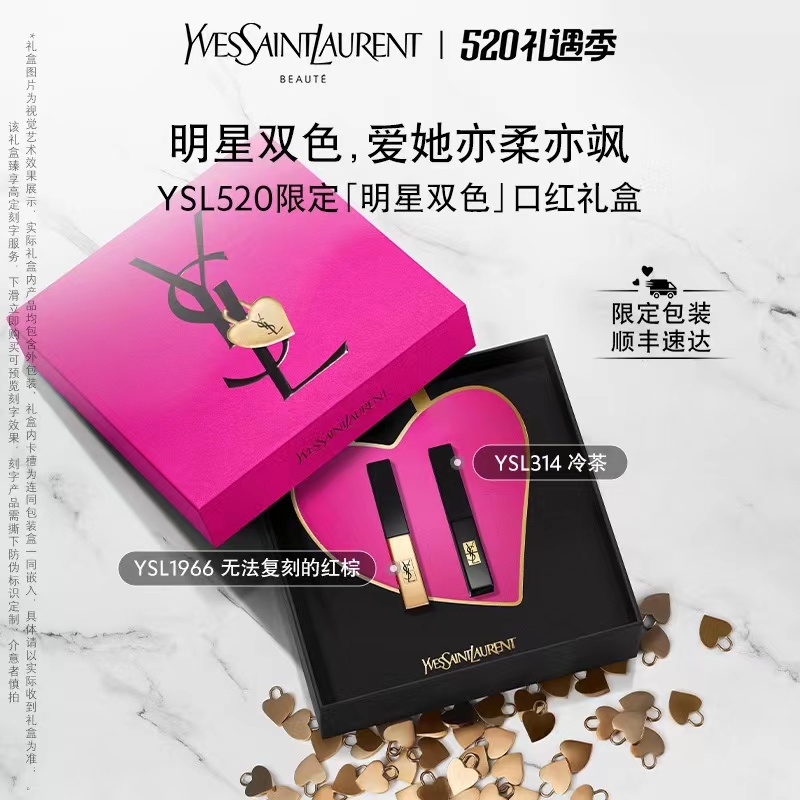 YVESSAINTLAURENT | 520礼遇季
BEAUTÉ
明星双色，爱她亦柔亦飒
YSL520限定「明星双色」口红礼盒
限定包装
顺丰速达
YSL
YSL
YVESSAINTLAURENT
YSL314 冷茶
YSL1966 无法复刻的红棕
YVESSAINTLAURENT
*礼盒图片为视觉艺术效果展示，实际礼盒内产品均包含外包装，礼盒内卡槽为连同包装盒一同嵌入，具体请以实际收到礼盒为准；
该礼盒臻享高定刻字服务，下滑立即购买可预览刻字效果，刻字产品需撕下防伪标识定制，介意者慎拍。